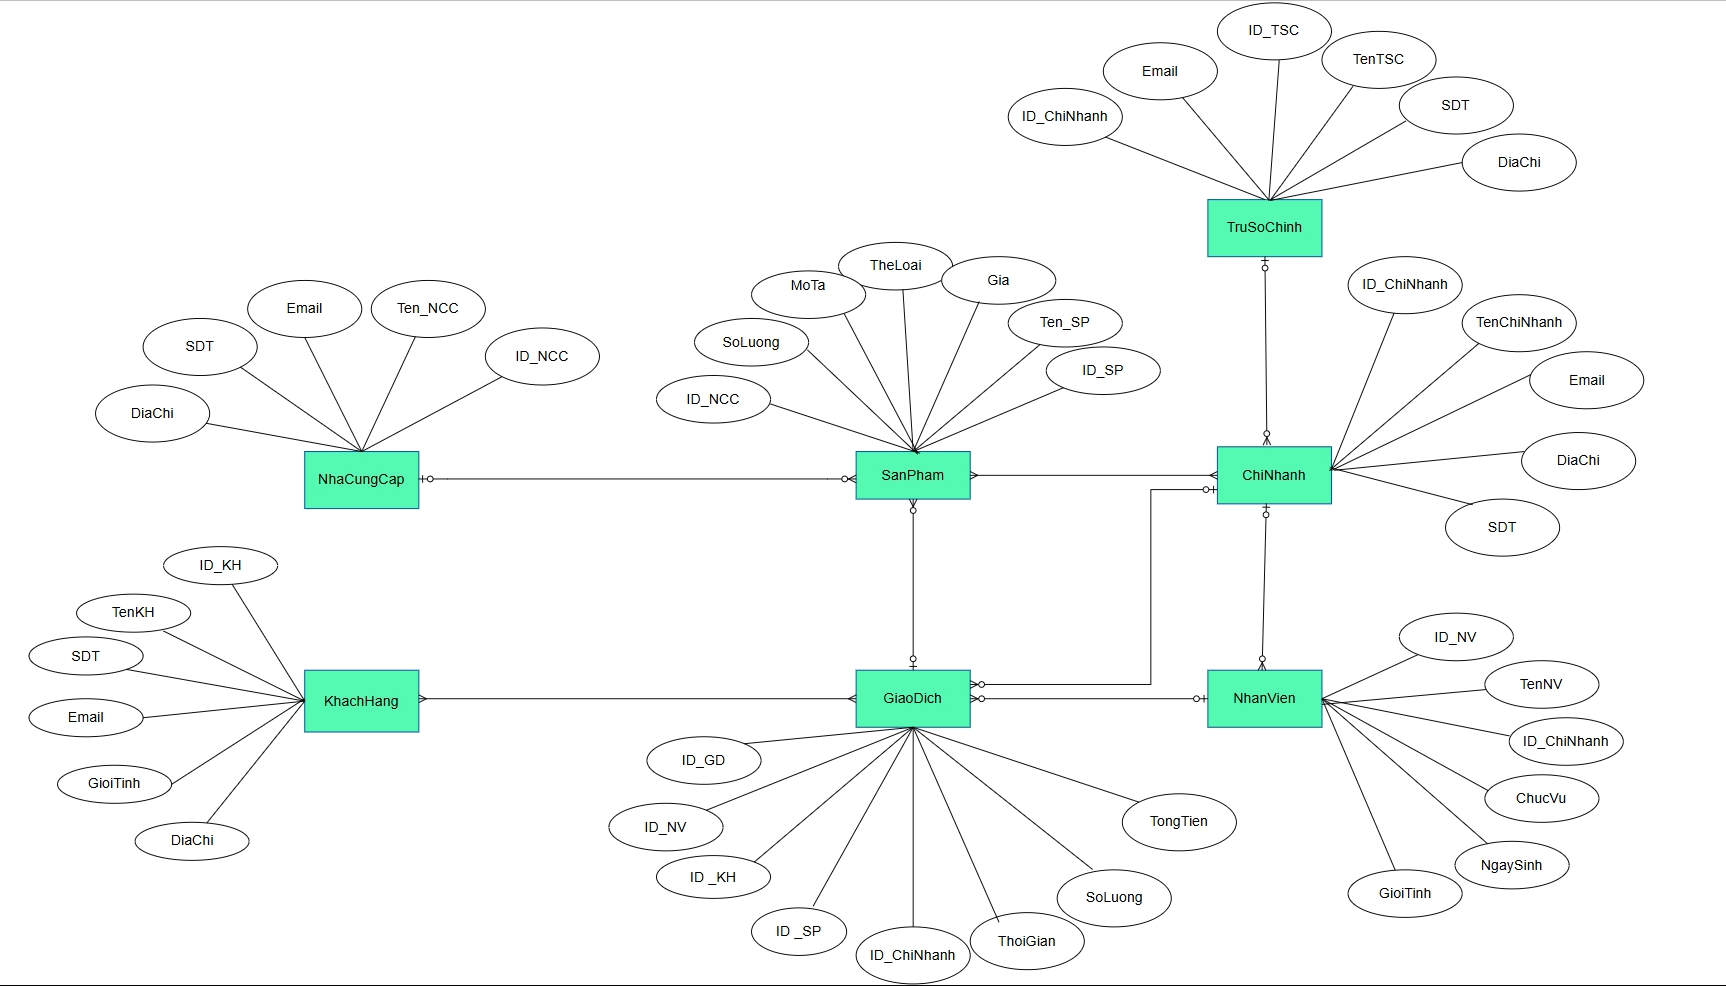 ID_TSC
TenTSC
Email
SDT
ID_ChiNhanh
DiaChi
TruSoChinh
TheLoai
Gia
MoTa
ID_ChiNhanh
Email
Ten_NCC
Ten_SP
TenChiNhanh
SDT
SoLuong
ID_NCC
ID_SP
Email
DiaChi
ID_NCC
DiaChi
NhaCungCap
SanPham
ChiNhanh
SDT
ID_KH
TenKH
ID_NV
SDT
TenNV
KhachHang
GiaoDich
NhanVien
Email
ID_ChiNhanh
ID_GD
GioiTinh
ChucVu
ID_NV
TongTien
DiaChi
NgaySinh
ID _KH
SoLuong
GioiTinh
ID _SP
ThoiGian
ID_ChiNhanh